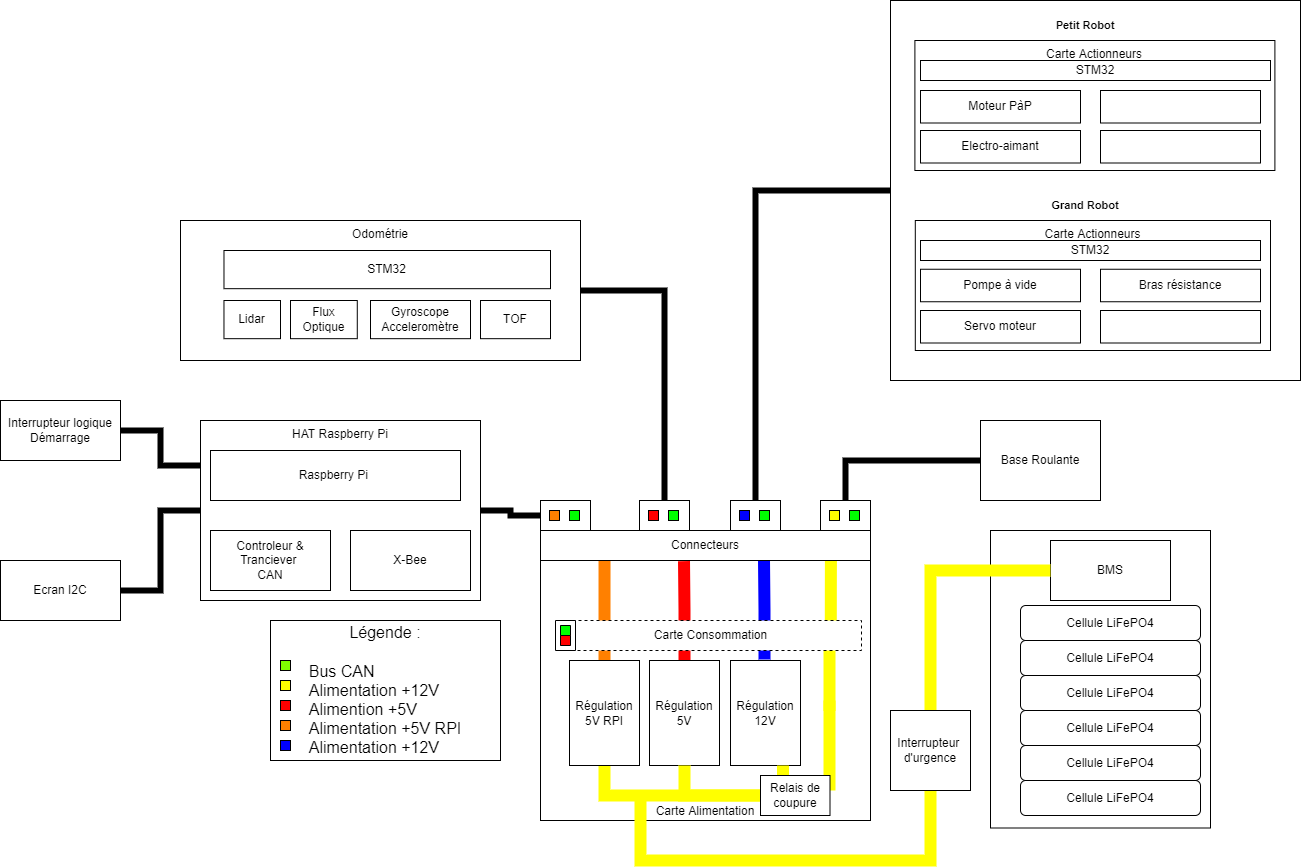 Petit Robot
Carte Actionneurs
STM32
Moteur PàP
Electro-aimant
Grand Robot
Carte Actionneurs
STM32
Pompe à vide
Bras résistance
Servo moteur
Odométrie
STM32
Lidar
Flux
Optique
Gyroscope
Acceleromètre
TOF
Interrupteur logique
Démarrage
HAT Raspberry Pi
Raspberry Pi
Controleur &
Tranciever
CAN
X-Bee
Ecran I2C
Base Roulante
Connecteurs
Carte Consommation
Régulation
5V RPI
Régulation
5V
Régulation
12V
Relais de
coupure
Carte Alimentation
Légende :
Bus CAN
Alimentation +12V
Alimention +5V
Alimentation +5V RPI
Alimentation +12V
Interrupteur
d'urgence
BMS
Cellule LiFePO4
Cellule LiFePO4
Cellule LiFePO4
Cellule LiFePO4
Cellule LiFePO4
Cellule LiFePO4